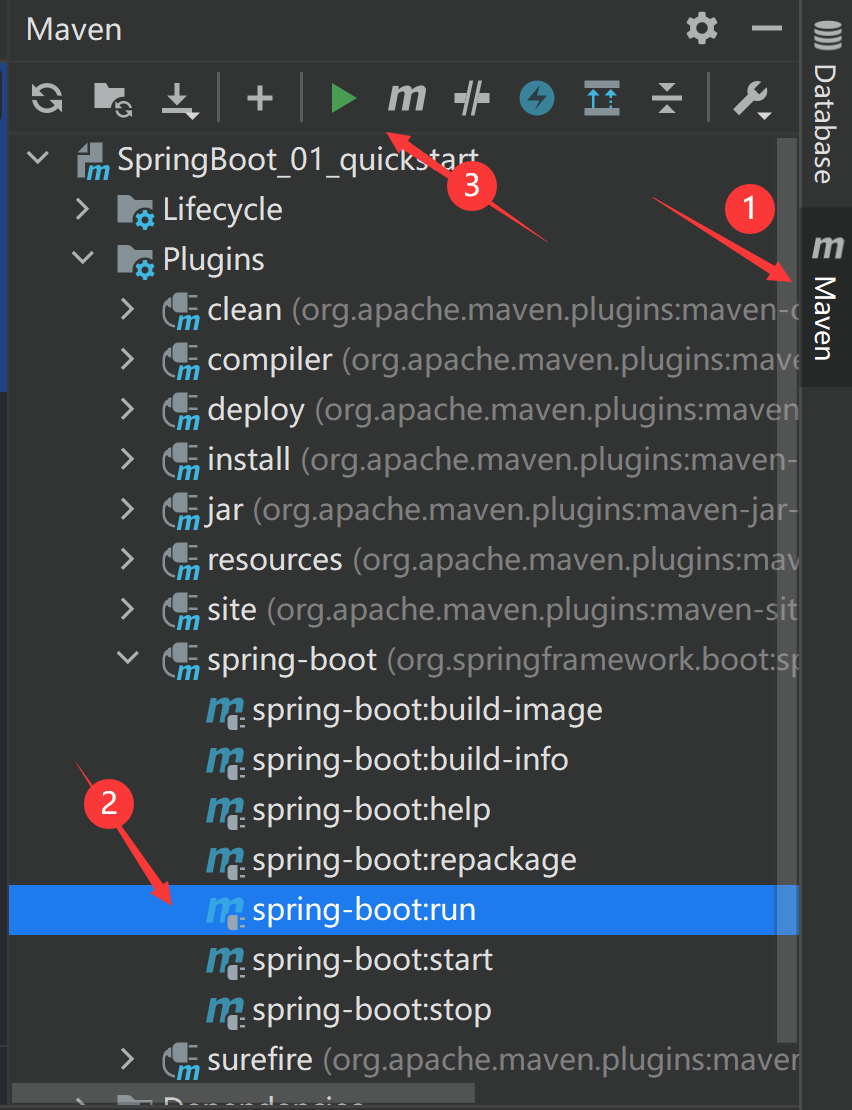 Maven
Database
SpringBoot_01_quickstart
3
1
Lifecycle
Plugins
Maven
clean (org.apache.maven.plugins:maven-c
compiler (org.apache.maven.plugins:mave
deploy (org.apache.maven.plugins:maven
install (org.apache.maven.plugins:maven-
jar (org.apache.maven.plugins:maven-jar-
resources (org.apache.maven.plugins:mav
site (org.apache.maven.plugins:maven-sit
spring-boot (org.springframework.boot:sp
spring-boot:build-image
spring-boot:build-info
2
spring-boot:help
spring-boot:repackage
spring-boot:run
spring-boot:start
spring-boot:stop
surefire (org.apache.maven.plugins:maven
Dependencies